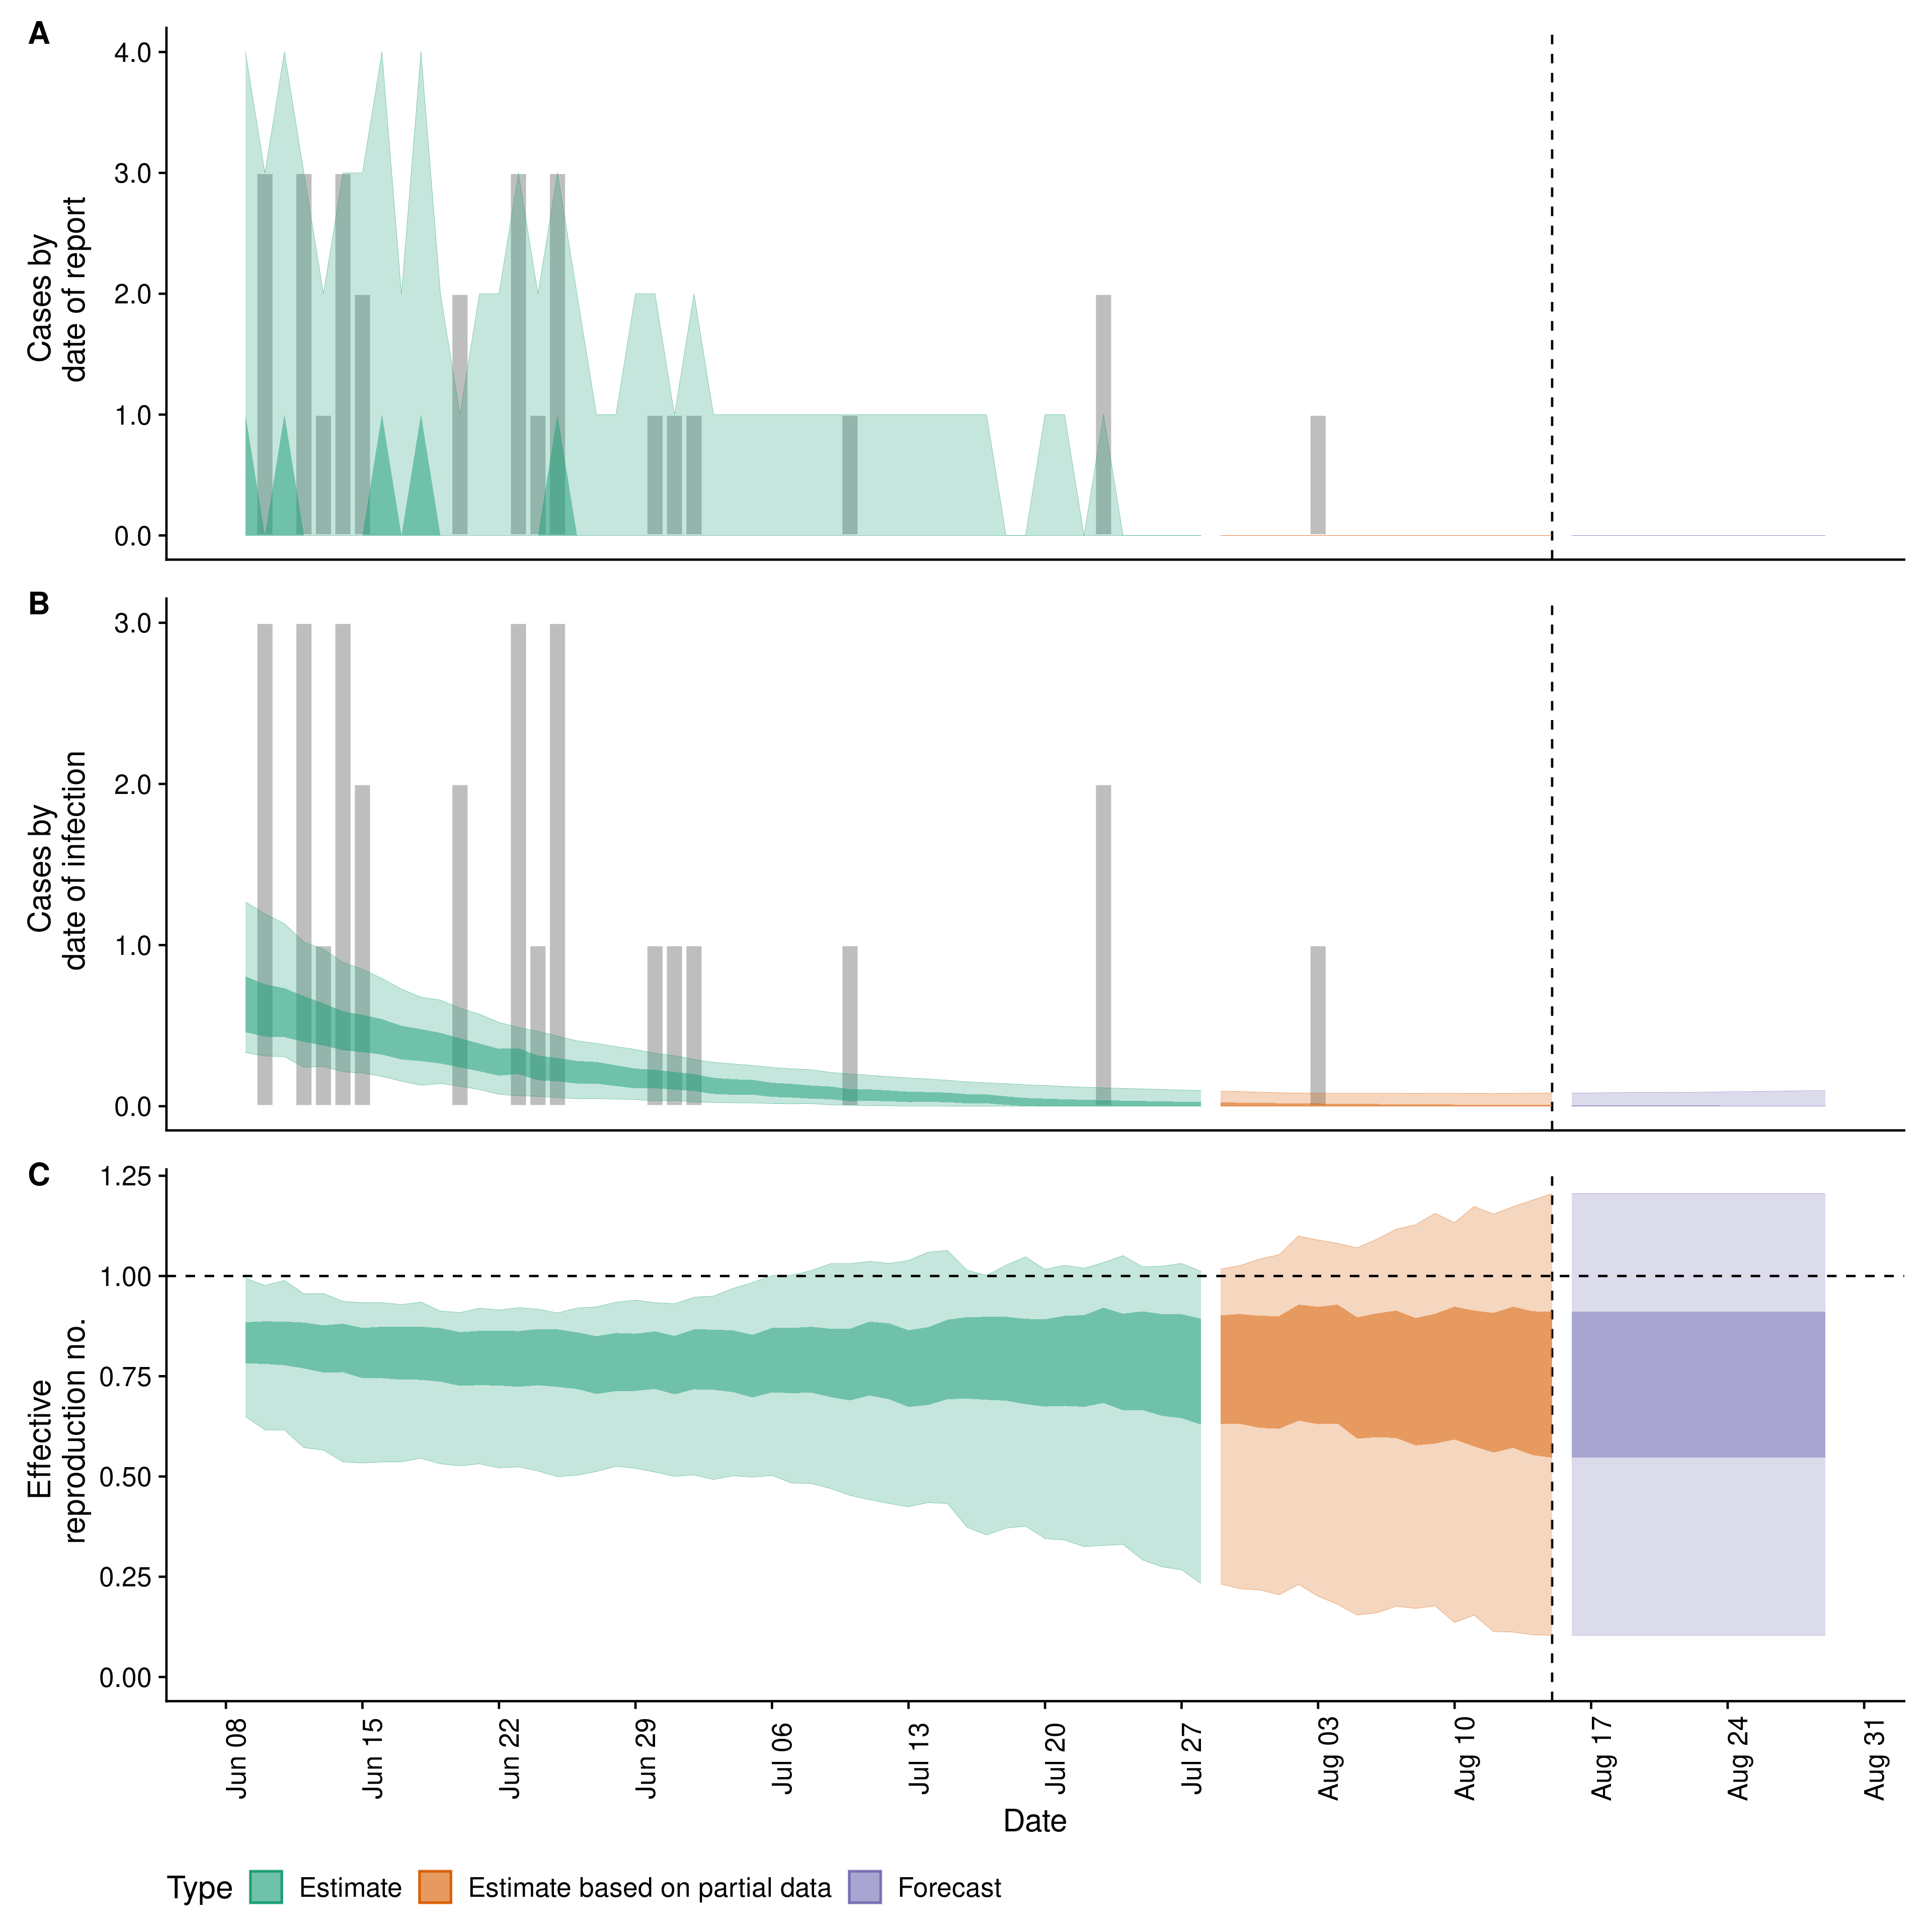 A
4.0
3.0
2.0
1.0
0.0
Cases by
date of report
B
3.0
2.0
1.0
0.0
Cases by
date of infection
C
1.25
1.00
0.75
0.50
0.25
0.00
Effective
reproduction no.
Jun 08
Jun 15
Jun 22
Jun 29
Jul 06
Jul 13
Jul 20
Jul 27
Aug 03
Aug 10
Aug 17
Aug 24
Aug 31
Date
Type Estimate Estimate based on partial data Forecast